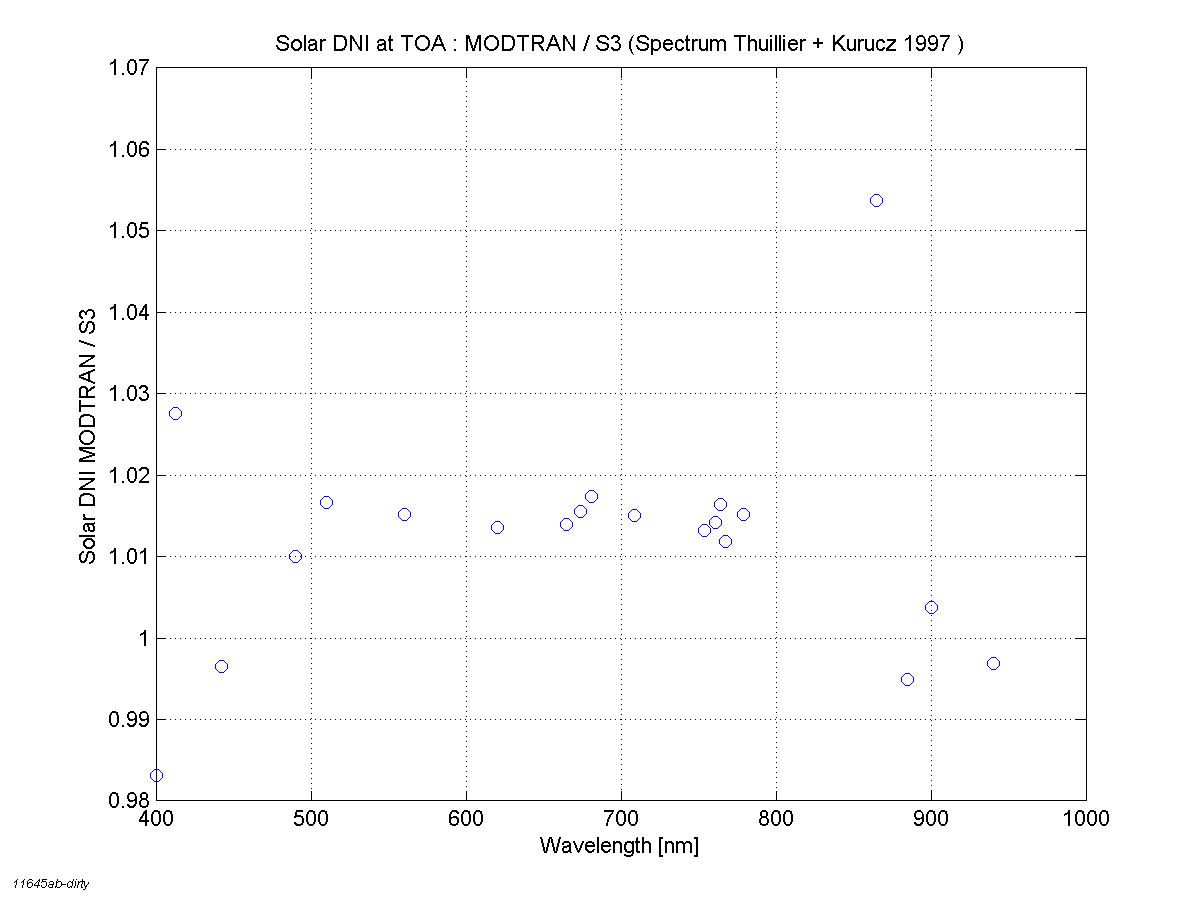 Solar DNI at TOA : MODTRAN / S3 (Spectrum Thuillier + Kurucz 1997 )
1.07
1.06
1.05
1.04
1.03
1.02
1.01
1
0.99
0.98
Solar DNI MODTRAN / S3
400 500 600 700 800 900 1000
Wavelength [nm]
11645ab-dirty